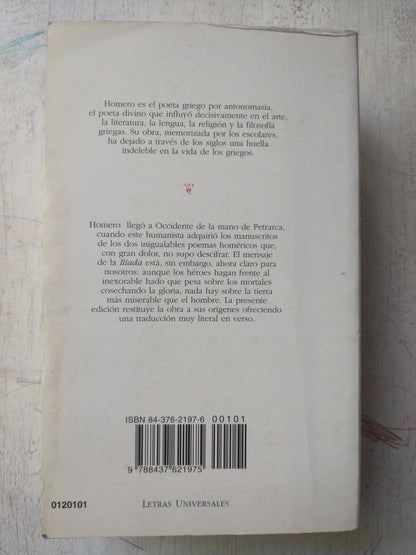 Homero es el poeta griego por antonomasia,
el poeta divino que influyó decisivamente en el arte,
la literatura, la lengua, la religión y la filosofía
griegas. Su obra, memorizada por los escolares,
ha dejado a través de los siglos una huella
indeleble en la vida de los griegos.
Homero llegó a Occidente de la mano de Petrarca,
cuando este humanista adquirió los manuscritos
de los dos inigualables poemas homéricos que,
con gran dolor, no supo descifrar. El mensaje
de la Ilíada está, sin embargo, ahora claro para
nosotros: aunque los héroes hagan frente al
inexorable hado que pesa sobre los mortales
cosechando la gloria, nada hay sobre la tierra
más miserable que el hombre. La presente
edición restituye la obra a sus orígenes ofreciendo
una traducción muy literal en verso.
ISBN 84-376-2197-6 00101
9 788437 621975
0120101 LETRAS UNIVERSALES